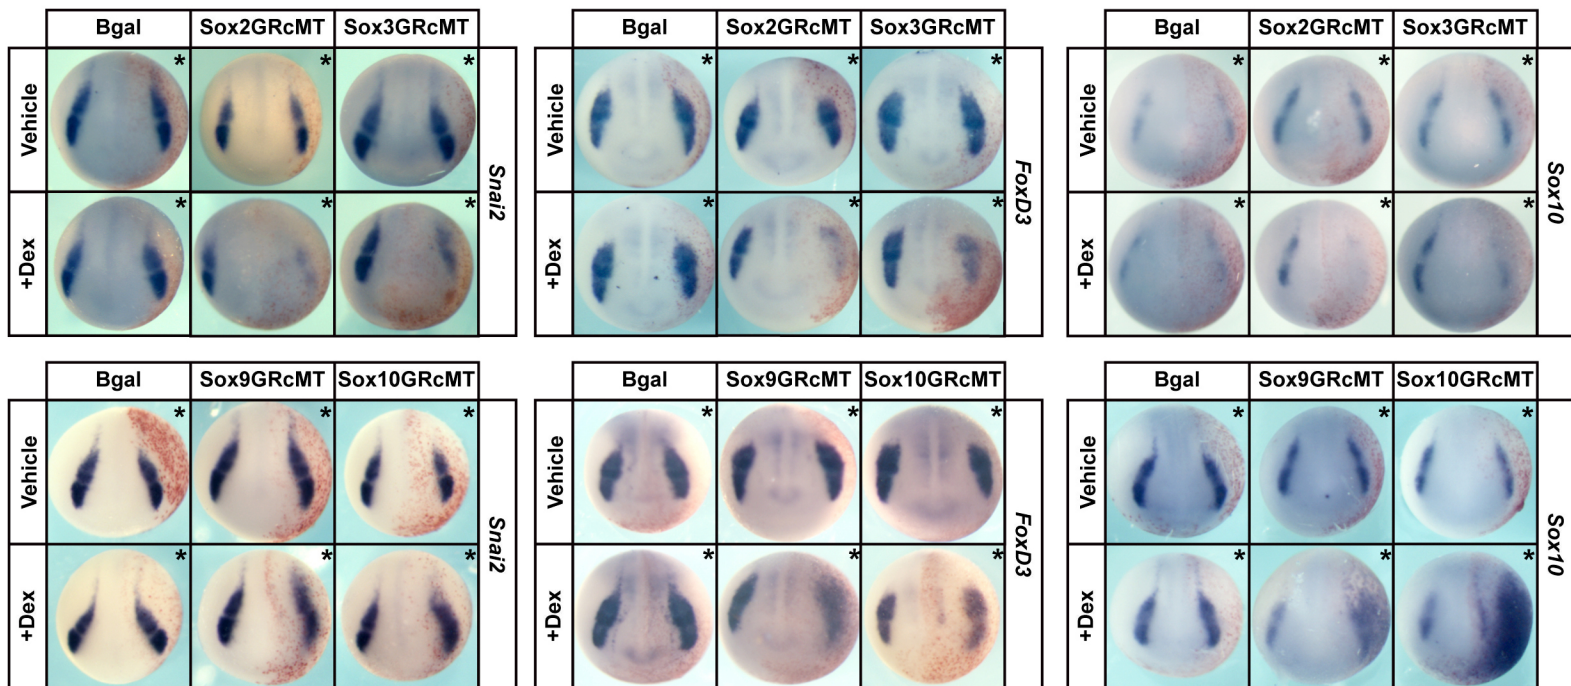 Bgal Sox2GRcMT Sox3GRcMT
Vehicle * * *
+Dex * * *
Snai2
Bgal Sox2GRcMT Sox3GRcMT
Vehicle * * *
+Dex * * *
FoxD3
Bgal Sox2GRcMT Sox3GRcMT
Vehicle * * *
+Dex * * *
Sox10
Bgal Sox9GRcMT Sox10GRcMT
Vehicle * * *
+Dex * * *
Snai2
Bgal Sox9GRcMT Sox10GRcMT
Vehicle * * *
+Dex * * *
FoxD3
Bgal Sox9GRcMT Sox10GRcMT
Vehicle * * *
+Dex * * *
Sox10